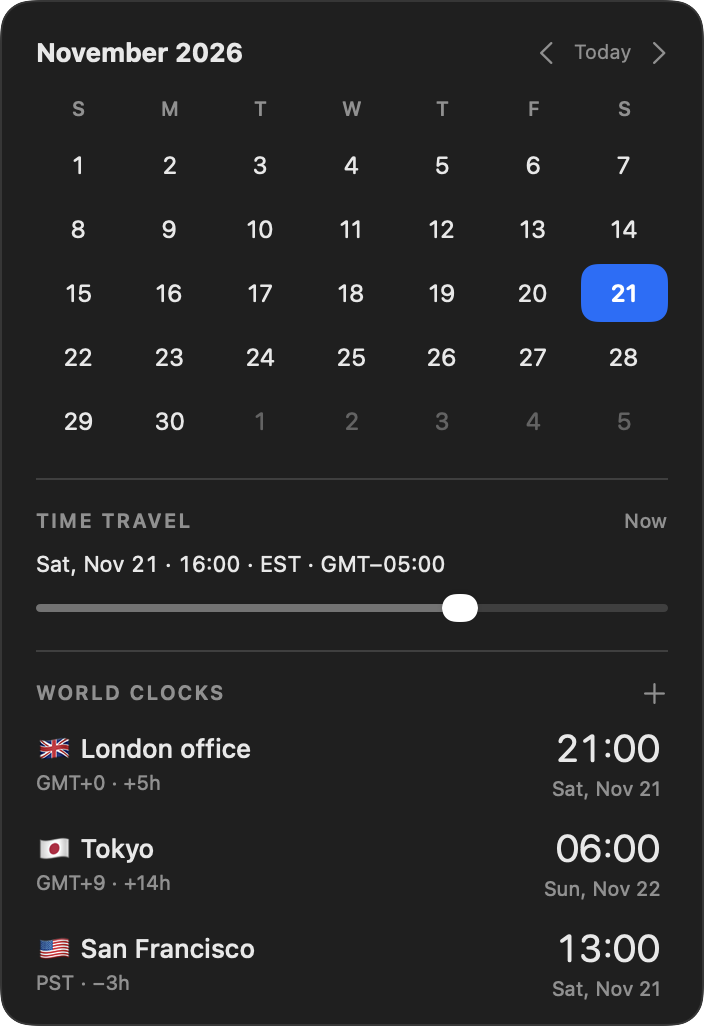 November 2026 Today
S M T W T F S
1 2 3 4 5 6 7
8 9 10 11 12 13 14
15 16 17 18 19 20 21
22 23 24 25 26 27 28
29 30 1 2 3 4 5
TIME TRAVEL Now
Sat, Nov 21 · 16:00 · EST · GMT−05:00
WORLD CLOCKS
London office 21:00
GMT+0 · +5h Sat, Nov 21
Tokyo 06:00
GMT+9 · +14h Sun, Nov 22
San Francisco 13:00
PST · −3h Sat, Nov 21